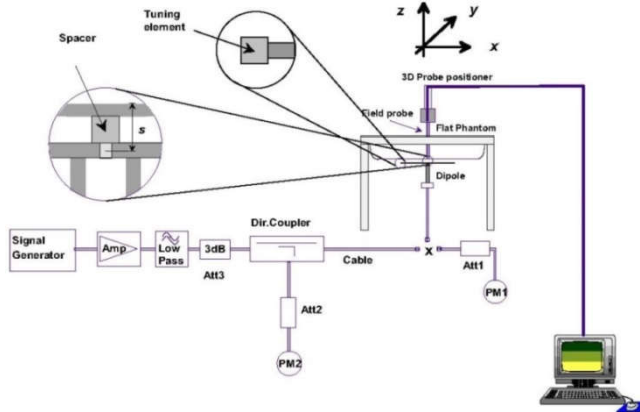 Tuning
element
Spacer
s
z
y
x
3D Probe positioner
Field probe
Flat Phantom
Dipole
Dir.Coupler
Signal
Generator
Amp
Low
Pass
3dB
Att3
Cable
X
Att1
PM1
Att2
PM2